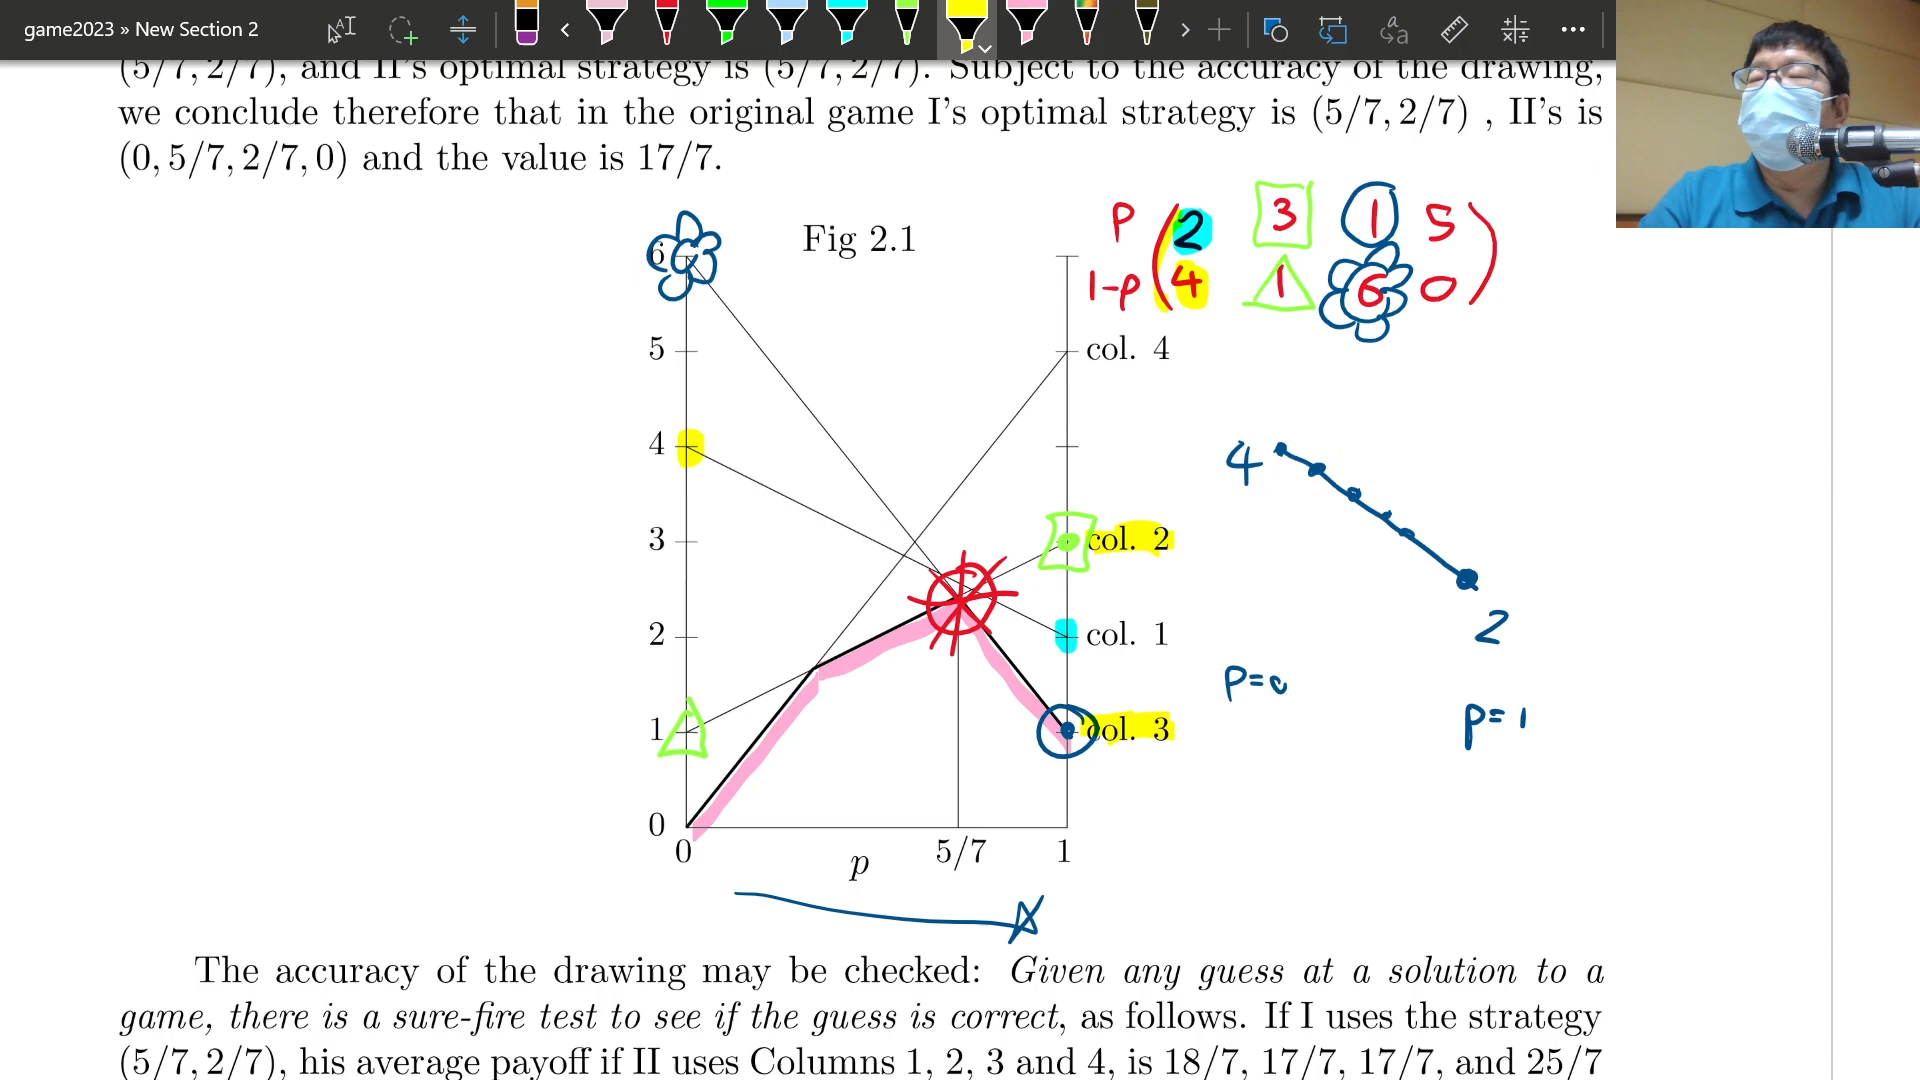 game2023 » New Section 2
(5/7, 2/7), and II's optimal strategy is (5/7, 2/7). Subject to the accuracy of the drawing,
we conclude therefore that in the original game I's optimal strategy is (5/7, 2/7) , II's is
(0, 5/7, 2/7, 0) and the value is 17/7.
Fig 2.1
P ( 2 3 1 5 )
1-p ( 4 1 6 0 )
6
5
4
3
2
1
0
col. 4
col. 2
col. 1
col. 3
0
p
5/7
1
4
2
P=0
p=1
The accuracy of the drawing may be checked: Given any guess at a solution to a
game, there is a sure-fire test to see if the guess is correct, as follows. If I uses the strategy
(5/7, 2/7), his average payoff if II uses Columns 1, 2, 3 and 4, is 18/7, 17/7, 17/7, and 25/7